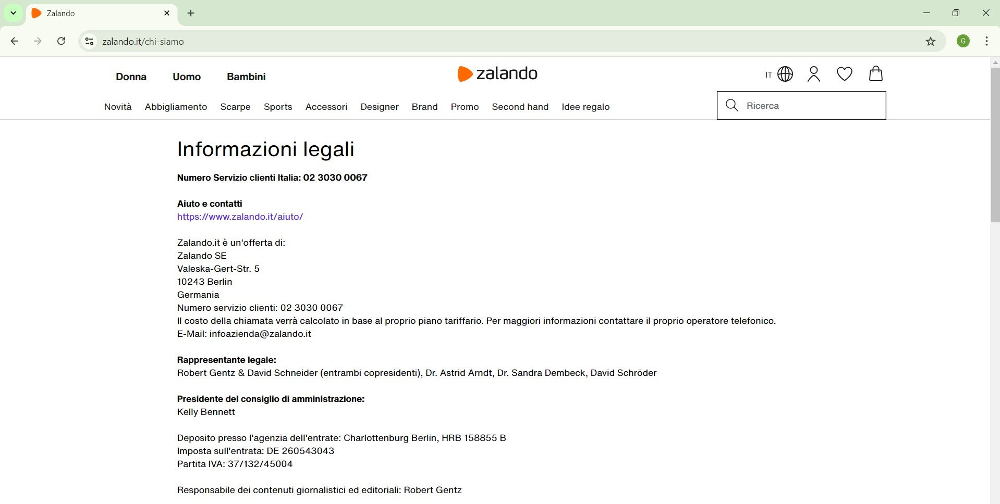 Zalando
zalando.it/chi-siamo
G
Donna Uomo Bambini
zalando
IT
Novità Abbigliamento Scarpe Sports Accessori Designer Brand Promo Second hand Idee regalo
Ricerca
Informazioni legali
Numero Servizio clienti Italia: 02 3030 0067
Aiuto e contatti
https://www.zalando.it/aiuto/
Zalando.it è un'offerta di:
Zalando SE
Valeska-Gert-Str. 5
10243 Berlin
Germania
Numero servizio clienti: 02 3030 0067
Il costo della chiamata verrà calcolato in base al proprio piano tariffario. Per maggiori informazioni contattare il proprio operatore telefonico.
E-Mail: infoazienda@zalando.it
Rappresentante legale:
Robert Gentz & David Schneider (entrambi copresidenti), Dr. Astrid Arndt, Dr. Sandra Dembeck, David Schröder
Presidente del consiglio di amministrazione:
Kelly Bennett
Deposito presso l'agenzia dell'entrate: Charlottenburg Berlin, HRB 158855 B
Imposta sull'entrata: DE 260543043
Partita IVA: 37/132/45004
Responsabile dei contenuti giornalistici ed editoriali: Robert Gentz